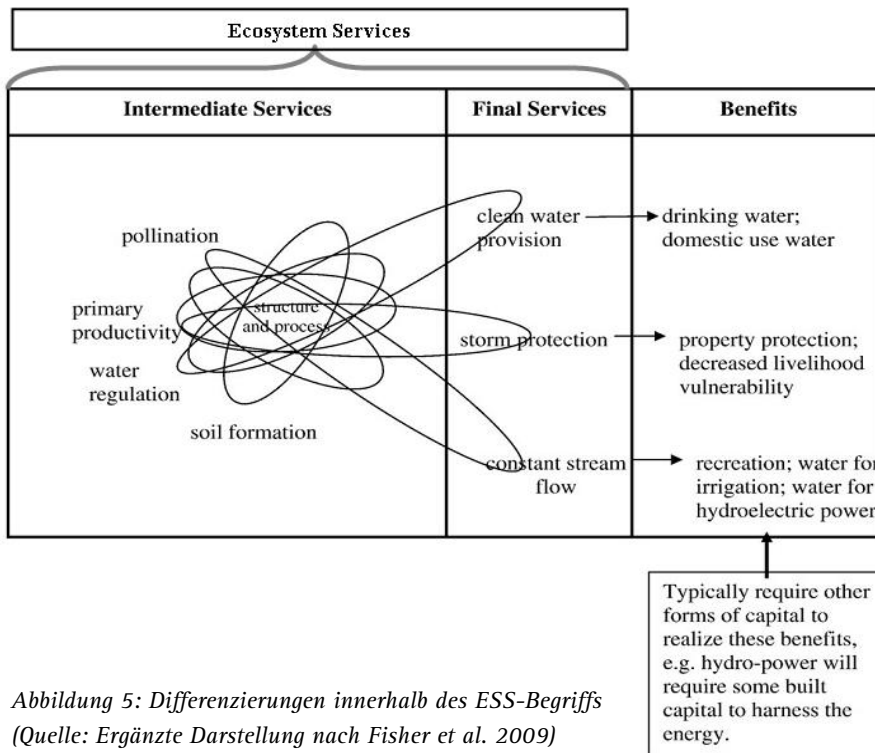 Ecosystem Services
Intermediate Services
Final Services
Benefits
pollination
primary
productivity
water
regulation
soil formation
structure
and process
clean water
provision
drinking water;
domestic use water
storm protection
property protection;
decreased livelihood
vulnerability
constant stream
flow
recreation; water for
irrigation; water for
hydroelectric power
Typically require other
forms of capital to
realize these benefits,
e.g. hydro-power will
require some built
capital to harness the
energy.
Abbildung 5: Differenzierungen innerhalb des ESS-Begriffs
(Quelle: Ergänzte Darstellung nach Fisher et al. 2009)